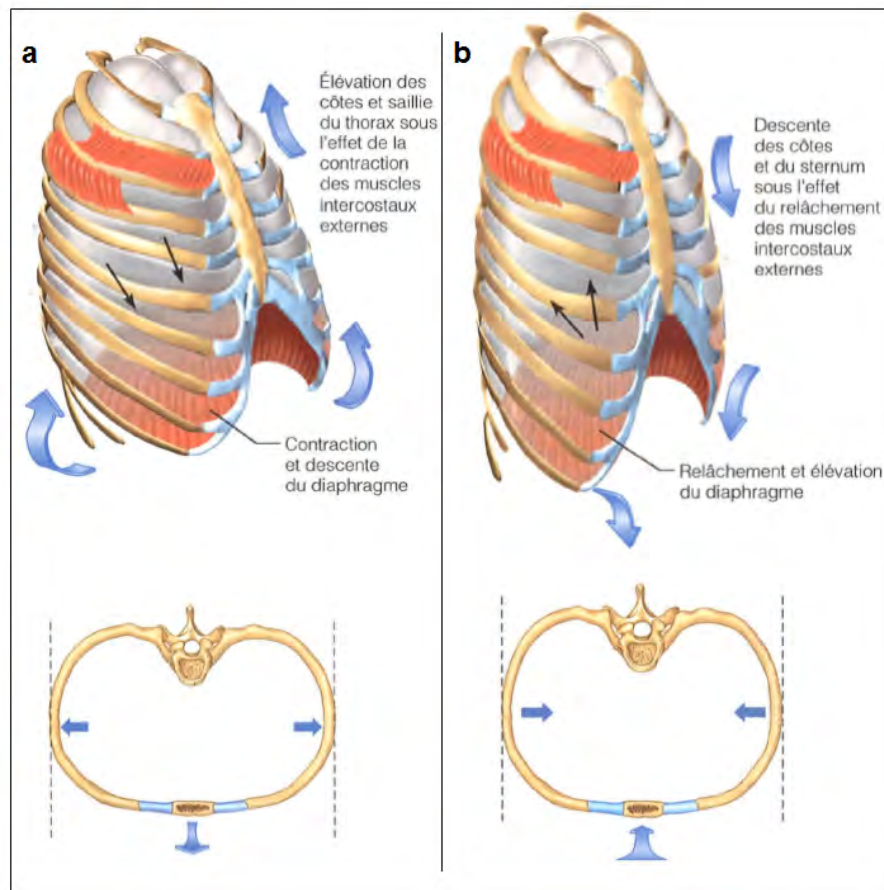 a
Élévation des
côtes et saillie
du thorax sous
l'effet de la
contraction
des muscles
intercostaux
externes
Contraction
et descente
du diaphragme
b
Descente
des côtes
et du sternum
sous l'effet
du relâchement
des muscles
intercostaux
externes
Relâchement et élévation
du diaphragme